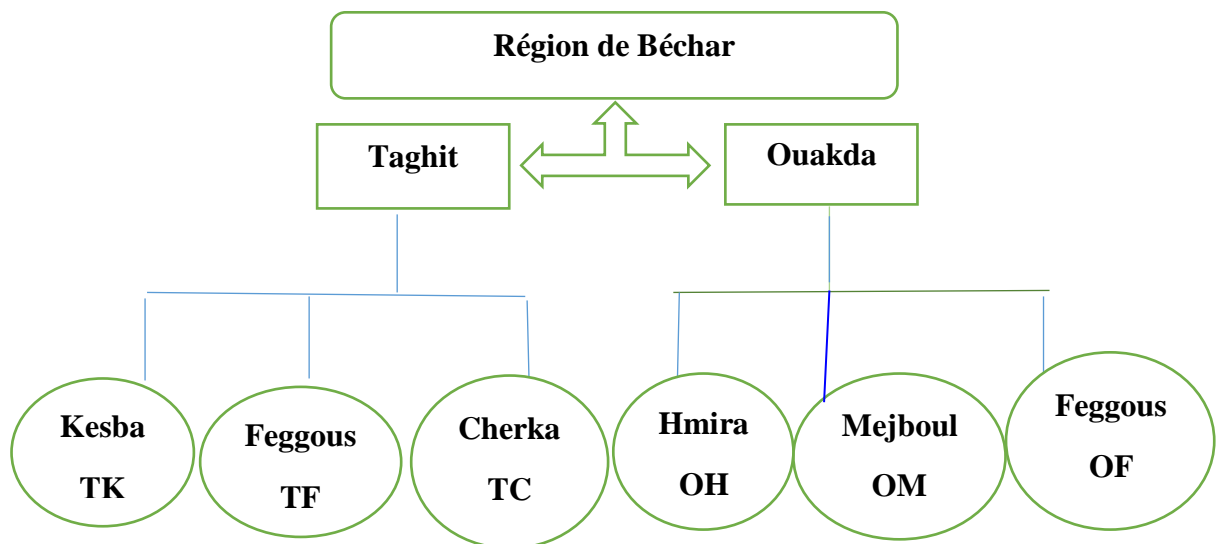 Région de Béchar
Taghit
Ouakda
Kesba
TK
Feggous
TF
Cherka
TC
Hmira
OH
Mejboul
OM
Feggous
OF